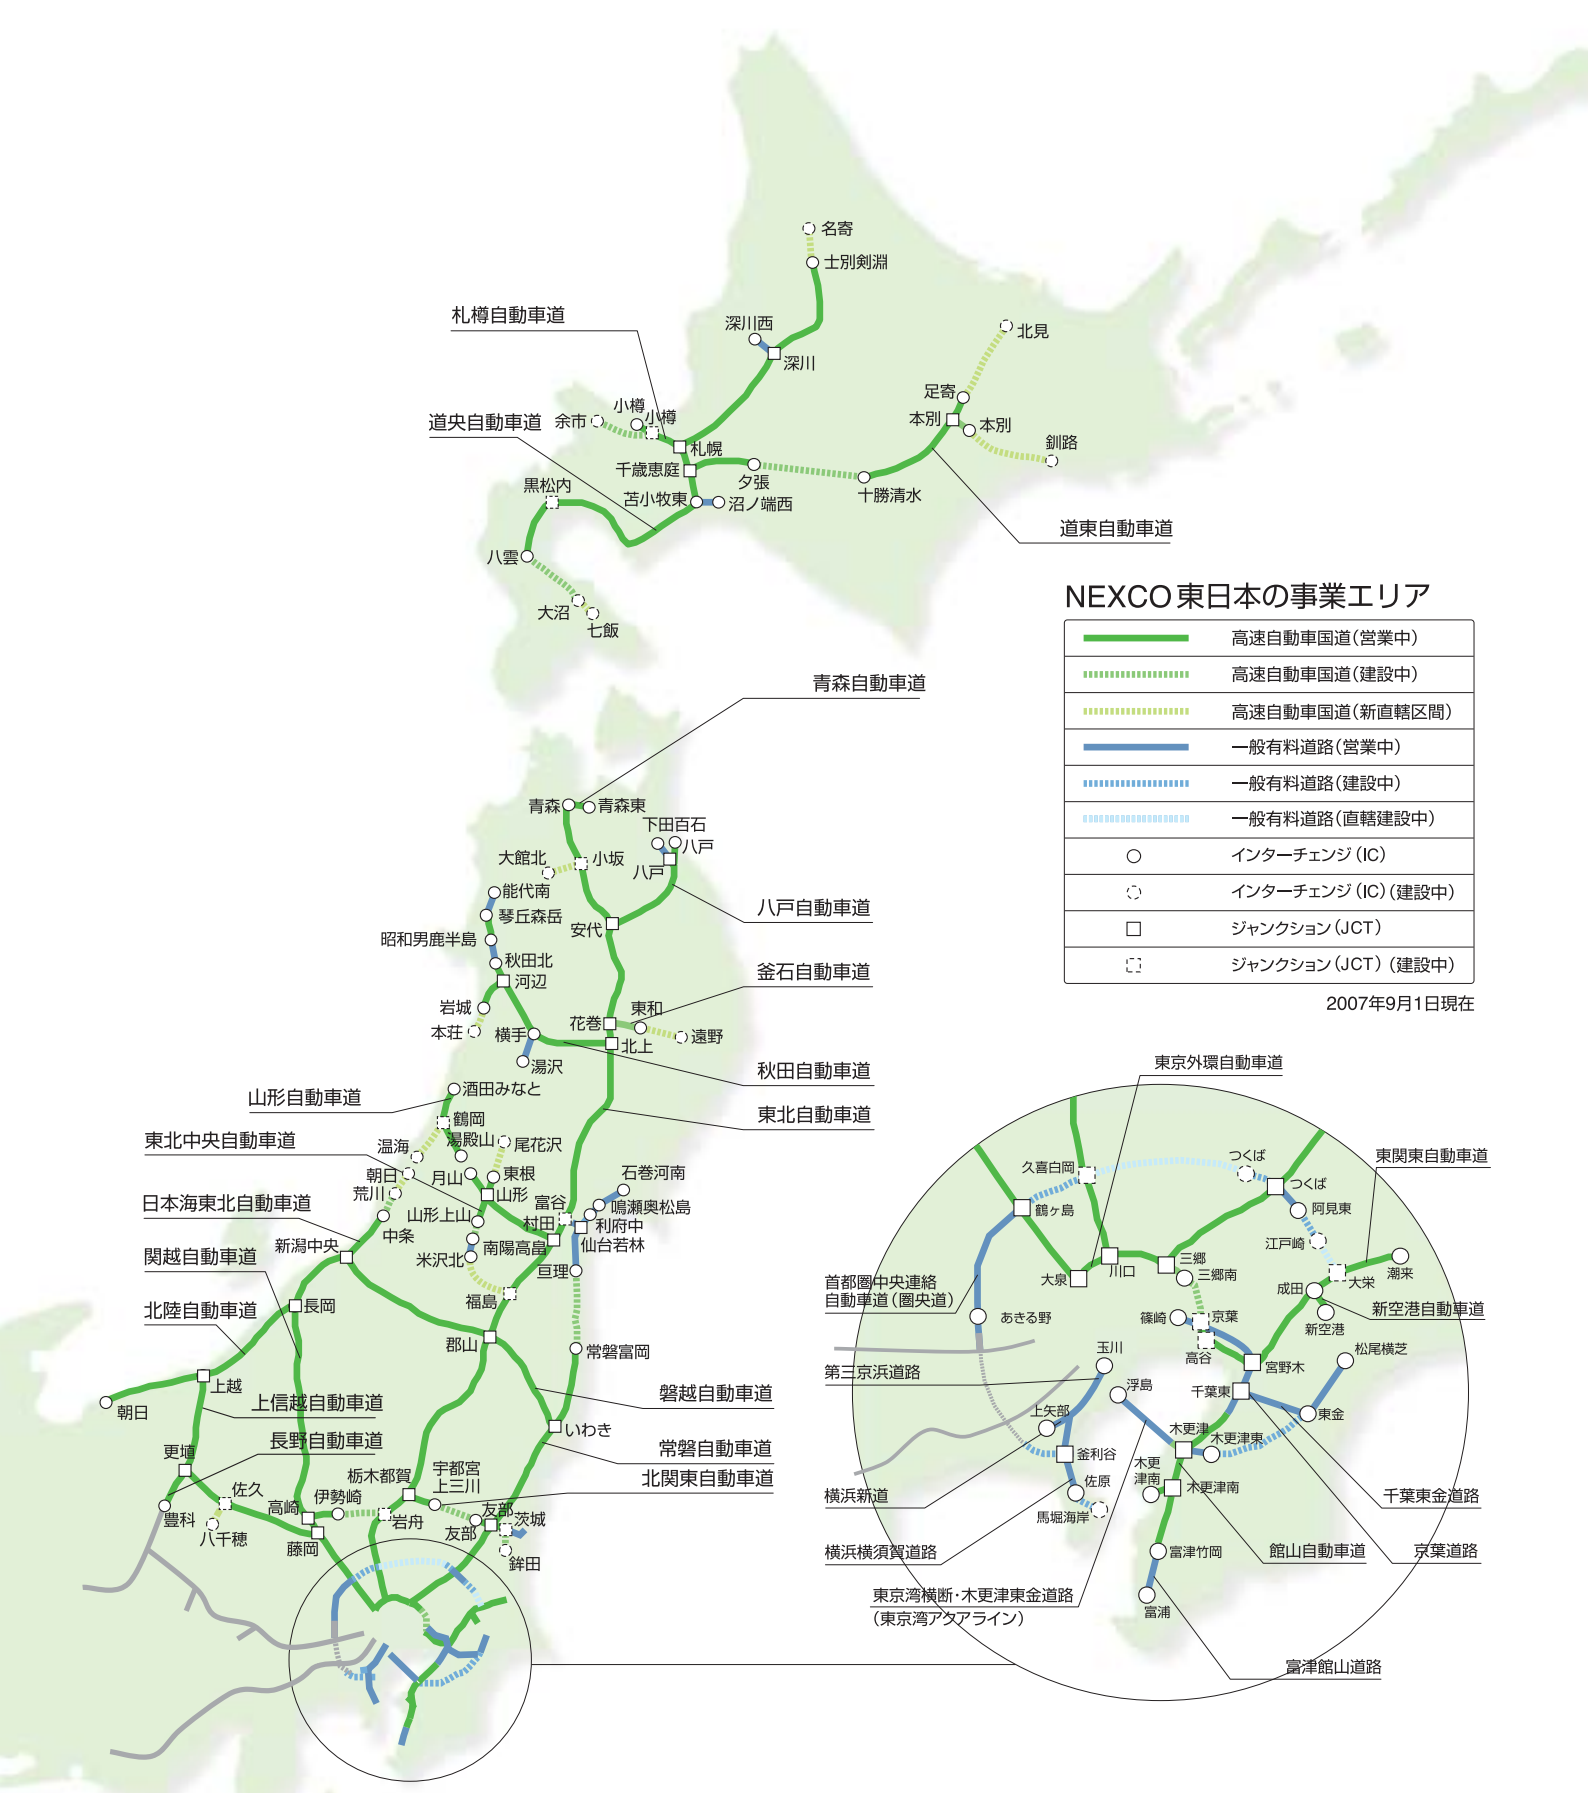 名寄
士別剣淵
札樽自動車道
深川西
深川
北見
小樽
小樽
余市
道央自動車道
足寄
本別
本別
釧路
札幌
千歳恵庭
夕張
十勝清水
黒松内
苫小牧東
沼ノ端西
道東自動車道
八雲
大沼
七飯
NEXCO東日本の事業エリア
高速自動車国道(営業中)
高速自動車国道(建設中)
高速自動車国道(新直轄区間)
一般有料道路(営業中)
一般有料道路(建設中)
一般有料道路(直轄建設中)
インターチェンジ(IC)
インターチェンジ(IC)(建設中)
ジャンクション(JCT)
ジャンクション(JCT)(建設中)
2007年9月1日現在
青森自動車道
青森
青森東
下田百石
八戸
八戸
大館北
小坂
能代南
琴丘森岳
八戸自動車道
安代
昭和男鹿半島
秋田北
河辺
釜石自動車道
岩城
本荘
横手
花巻
東和
遠野
北上
湯沢
秋田自動車道
酒田みなと
山形自動車道
東北自動車道
鶴岡
東北中央自動車道
湯殿山
尾花沢
温海
朝日
月山
東根
石巻河南
荒川
山形
富谷
鳴瀬奥松島
日本海東北自動車道
中条
山形上山
村田
利府中
仙台若林
関越自動車道
新潟中央
米沢北
南陽高畠
亘理
福島
北陸自動車道
長岡
郡山
常磐富岡
上越
朝日
上信越自動車道
磐越自動車道
いわき
長野自動車道
常磐自動車道
更埴
栃木都賀
宇都宮
上三川
北関東自動車道
佐久
高崎
伊勢崎
豊科
八千穂
岩舟
友部
友部
茨城
藤岡
鉾田
東京外環自動車道
久喜白岡
つくば
東関東自動車道
つくば
鶴ヶ島
阿見東
江戸崎
首都圏中央連絡
自動車道(圏央道)
大泉
川口
三郷
三郷南
大栄
潮来
成田
新空港自動車道
新空港
あきる野
篠崎
京葉
高谷
玉川
宮野木
松尾横芝
第三京浜道路
浮島
千葉東
上矢部
木更津
木更津東
東金
釜利谷
木更
津南
木更津南
佐原
横浜新道
馬堀海岸
千葉東金道路
横浜横須賀道路
富津竹岡
館山自動車道
京葉道路
東京湾横断・木更津東金道路
(東京湾アクアライン)
富浦
富津館山道路